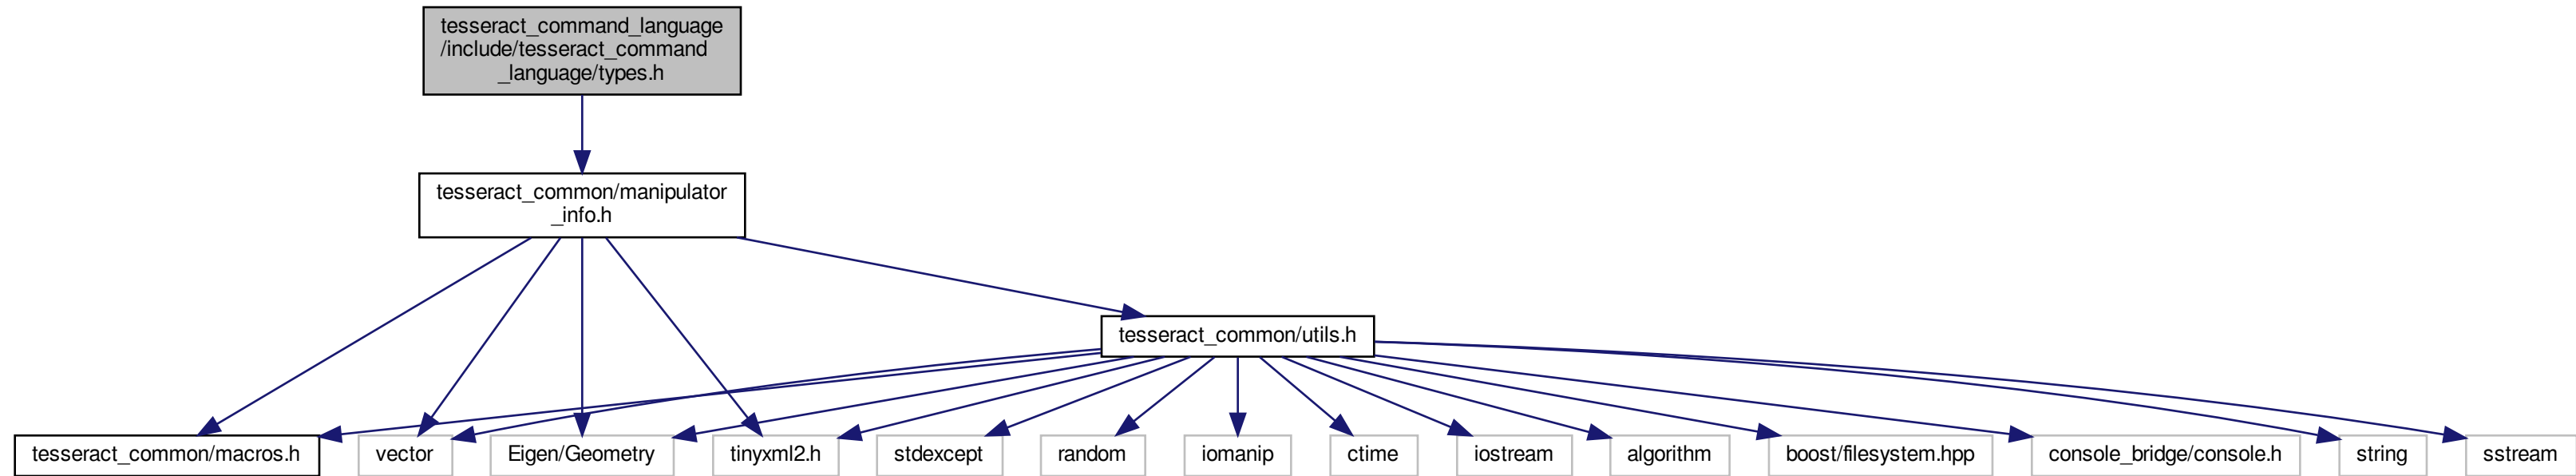 tesseract_command_language
/include/tesseract_command
_language/types.h
tesseract_common/manipulator
_info.h
tesseract_common/utils.h
tesseract_common/macros.h
vector
Eigen/Geometry
tinyxml2.h
stdexcept
random
iomanip
ctime
iostream
algorithm
boost/filesystem.hpp
console_bridge/console.h
string
sstream